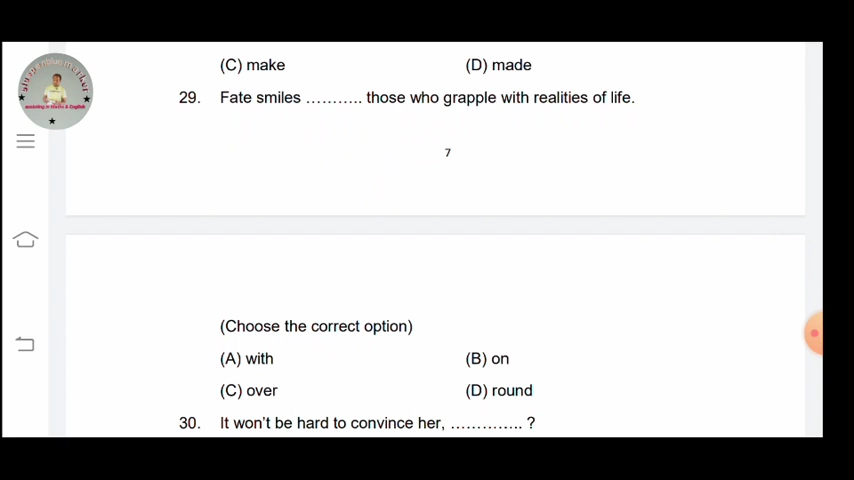 (C) make (D) made
29. Fate smiles ……….. those who grapple with realities of life.
7
(Choose the correct option)
(A) with (B) on
(C) over (D) round
30. It won't be hard to convince her, ………….. ?